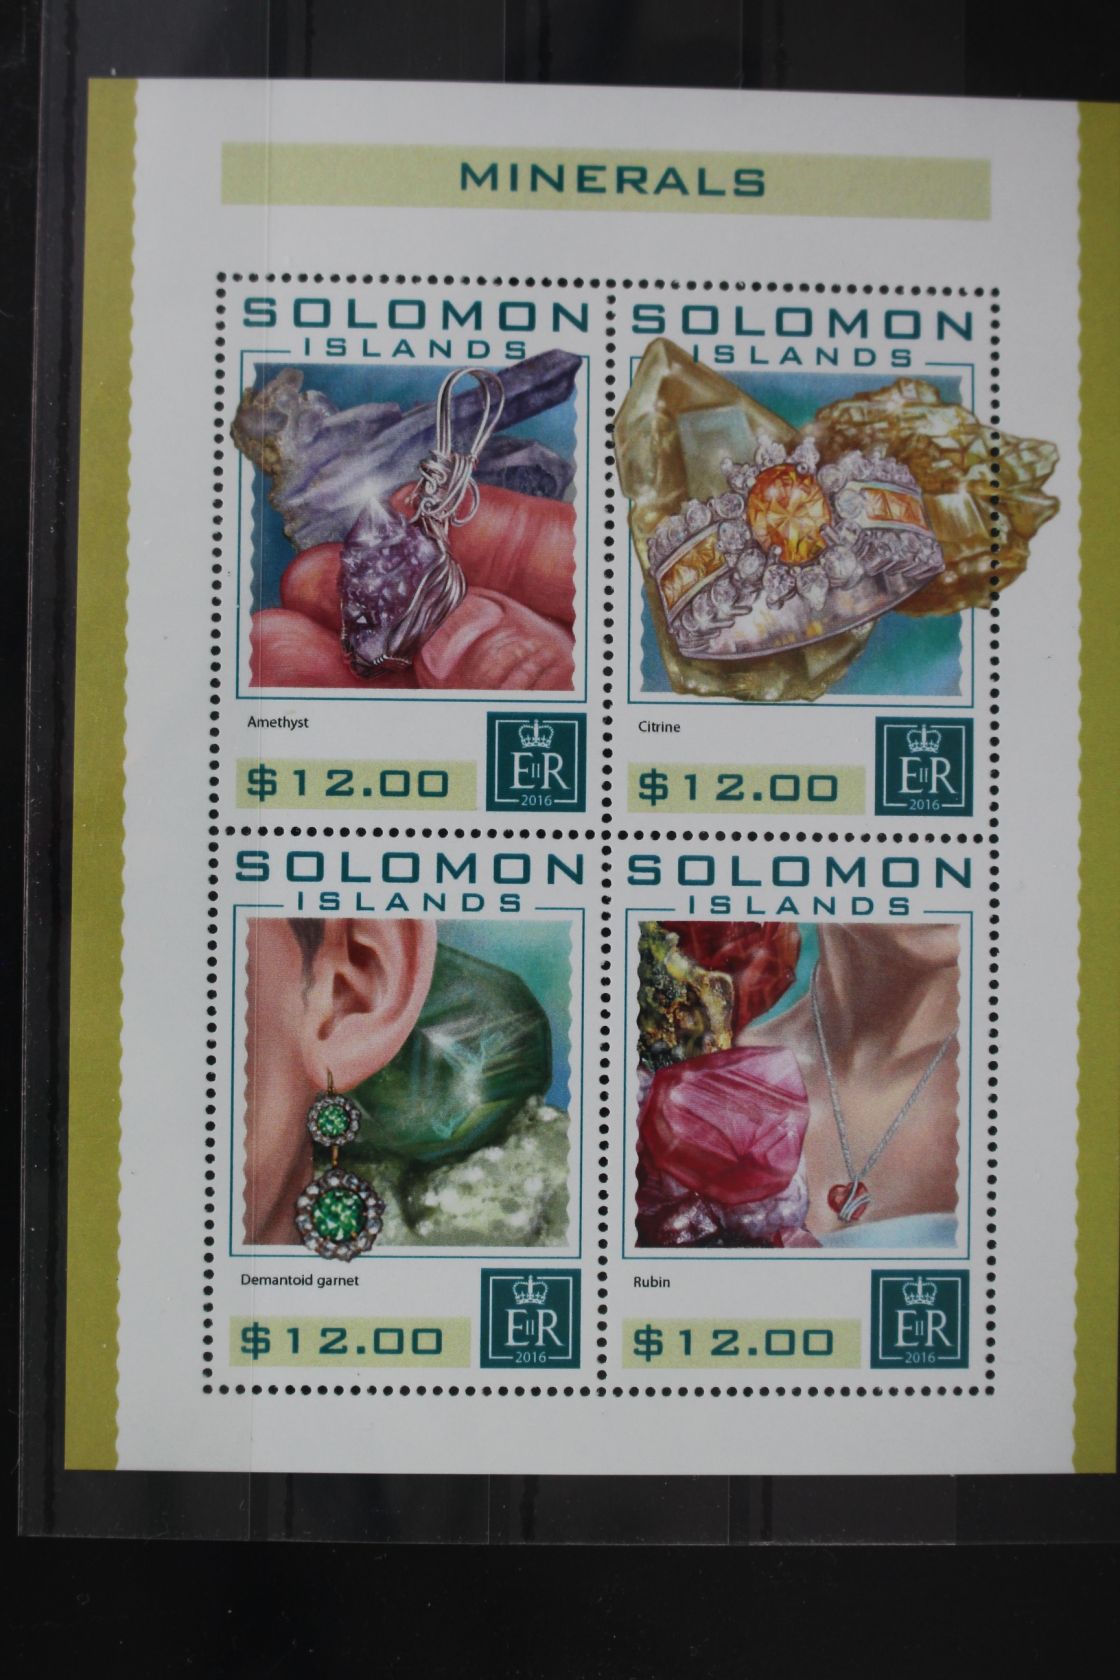 MINERALS
SOLOMON
ISLANDS
Amethyst
$12.00
EIIR
2016
SOLOMON
ISLANDS
Citrine
$12.00
EIIR
2016
SOLOMON
ISLANDS
Demantoid garnet
$12.00
EIIR
2016
SOLOMON
ISLANDS
Rubin
$12.00
EIIR
2016